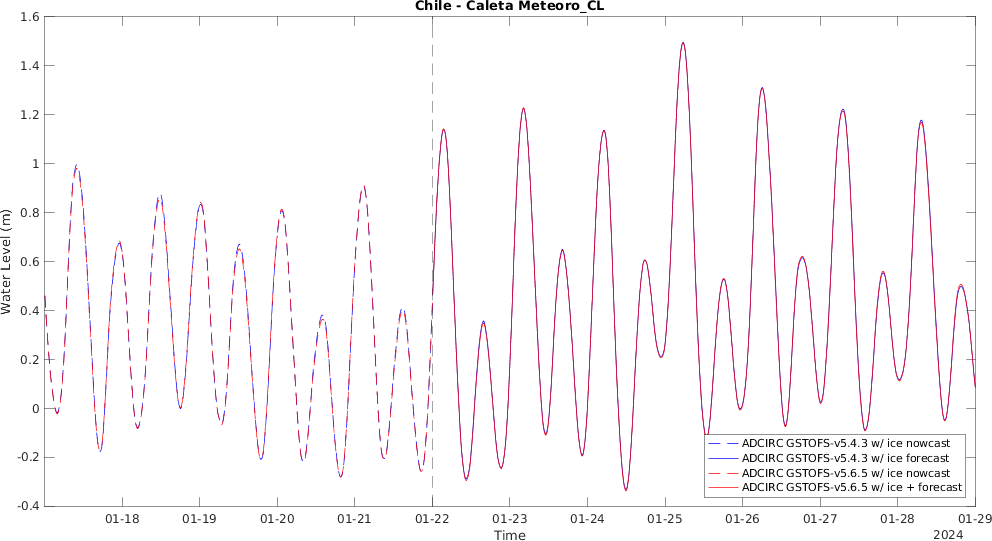 Chile - Caleta Meteoro_CL
1.6
1.4
1.2
1
0.8
0.6
0.4
0.2
0
-0.2
-0.4
Water Level (m)
ADCIRC GSTOFS-v5.4.3 w/ ice nowcast
ADCIRC GSTOFS-v5.4.3 w/ ice forecast
ADCIRC GSTOFS-v5.6.5 w/ ice nowcast
ADCIRC GSTOFS-v5.6.5 w/ ice + forecast
01-18 01-19 01-20 01-21 01-22 01-23 01-24 01-25 01-26 01-27 01-28 01-29
Time
2024